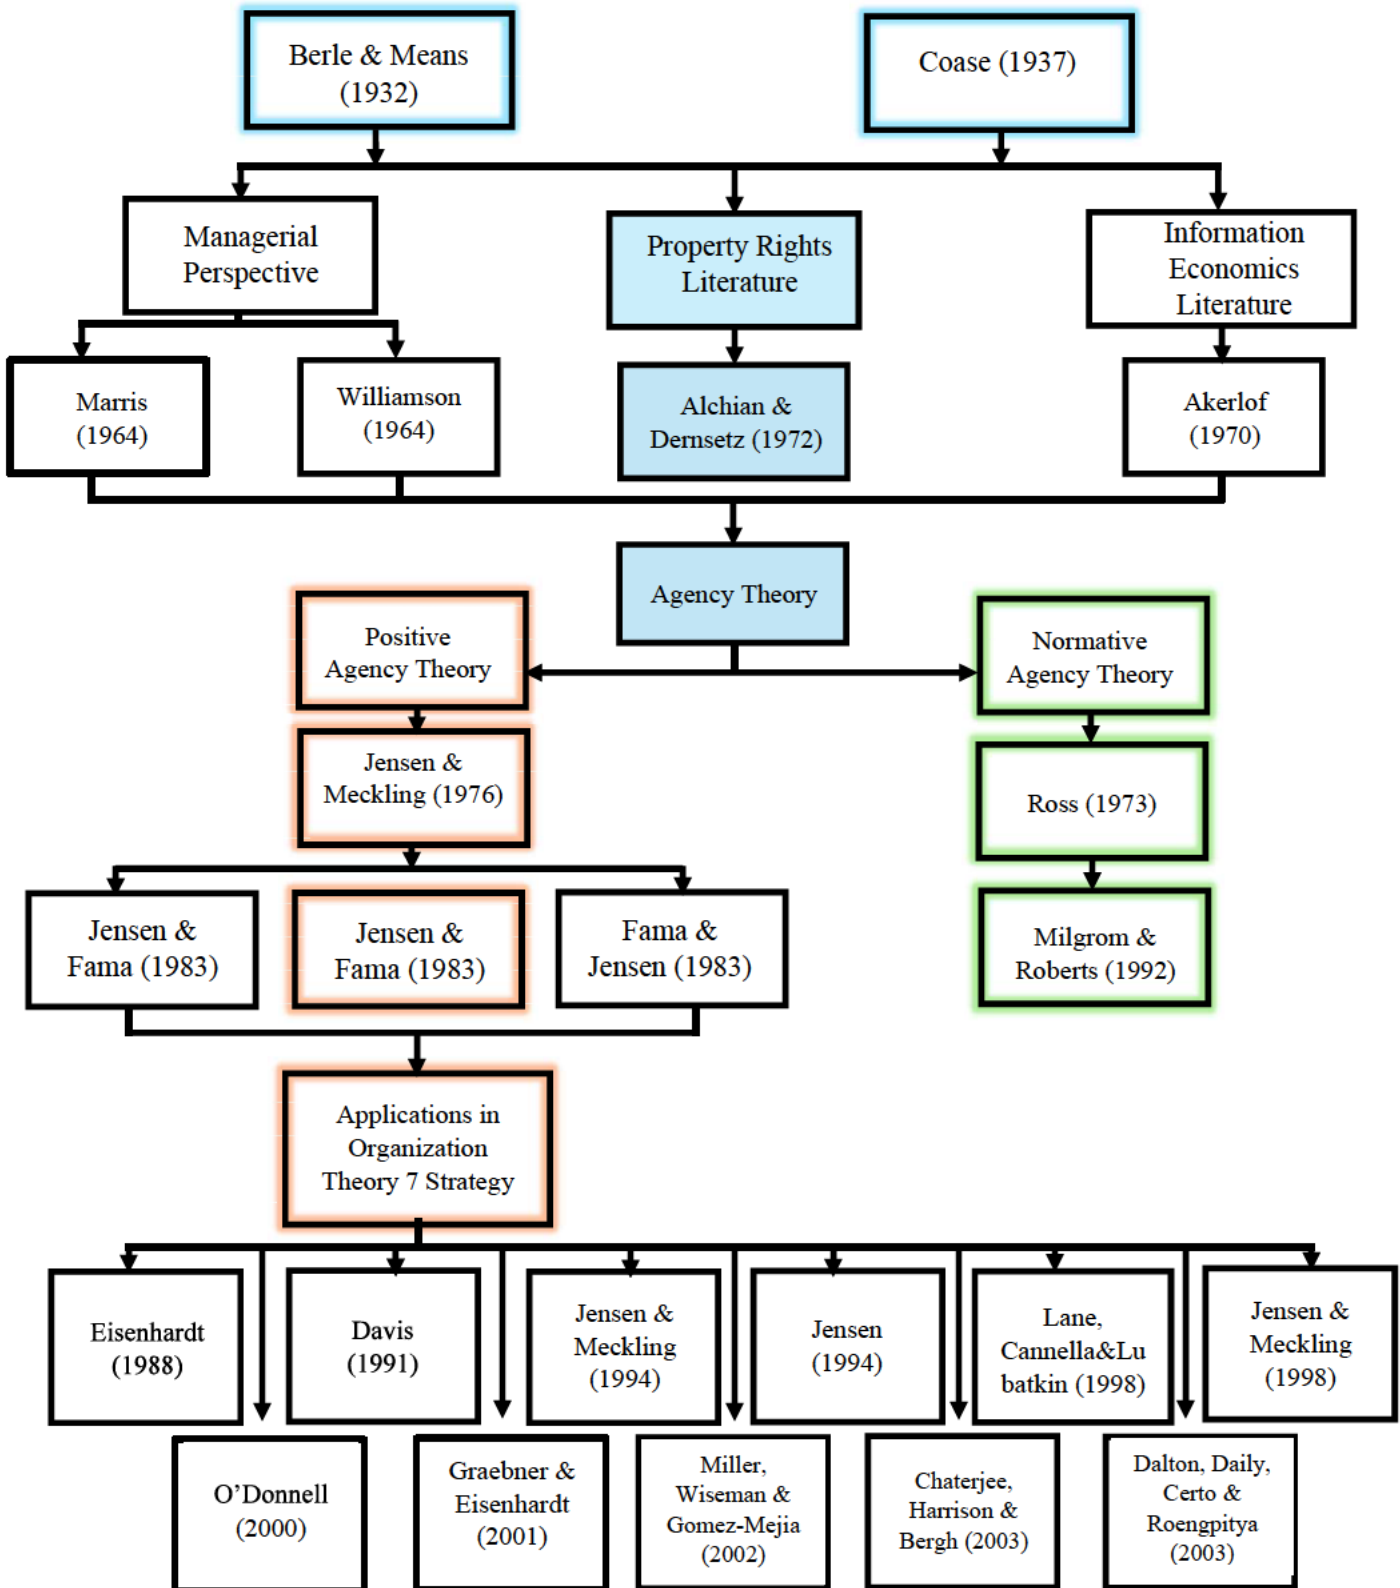 Berle & Means
(1932)
Coase (1937)
Managerial
Perspective
Property Rights
Literature
Information
Economics
Literature
Marris
(1964)
Williamson
(1964)
Alchian &
Dernsetz (1972)
Akerlof
(1970)
Agency Theory
Positive
Agency Theory
Normative
Agency Theory
Jensen &
Meckling (1976)
Ross (1973)
Jensen &
Fama (1983)
Jensen &
Fama (1983)
Fama &
Jensen (1983)
Milgrom &
Roberts (1992)
Applications in
Organization
Theory 7 Strategy
Eisenhardt
(1988)
Davis
(1991)
Jensen &
Meckling
(1994)
Jensen
(1994)
Lane,
Cannella&Lu
batkin (1998)
Jensen &
Meckling
(1998)
O’Donnell
(2000)
Graebner &
Eisenhardt
(2001)
Miller,
Wiseman &
Gomez-Mejia
(2002)
Chaterjee,
Harrison &
Bergh (2003)
Dalton, Daily,
Certo &
Roengpitya
(2003)